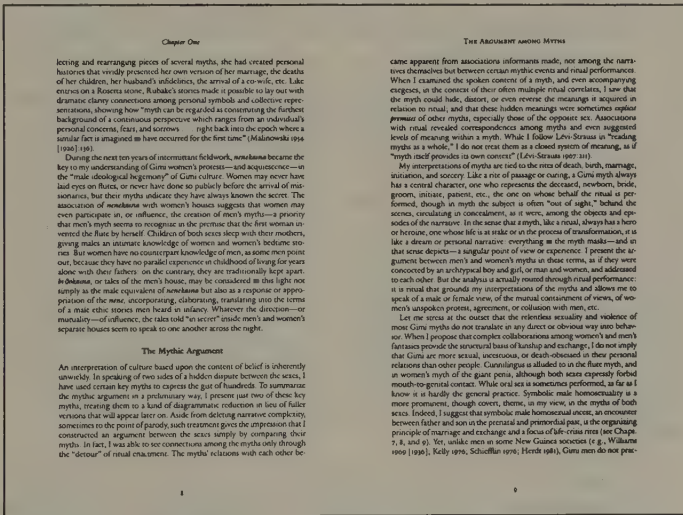 Chapter One
lecting and rearranging pieces of several myths, she had created personal
histories that vividly presented her own version of her marriage, the deaths
of her children, her husband's infidelities, the arrival of a co-wife, etc. Like
entries on a Rosetta stone, Rubake's stories made it possible to lay out with
dramatic clarity connections among personal symbols and collective repre-
sentations, showing how "myth can be regarded as constituting the furthest
background of a continuous perspective which ranges from an individual's
personal concerns, fears, and sorrows right back into the epoch where a
similar fact is imagined to have occurred for the first time" (Malinowski 1954
[1920] 136).
During the next ten years of intermittent fieldwork, nenekaina became the
key to my understanding of Gimi women's protest—and acquiescence—in
the "male ideological hegemony" of Gimi culture. Women may never have
laid eyes on flutes, or never have done so publicly before the arrival of mis-
sionaries, but their myths indicate they have always known the secret. The
association of nenekaina with women's houses suggests that women may
even participate in, or influence, the creation of men's myths—a priority
that men's myth seems to recognise in the premise that the first woman in-
vented the flute by herself. Children of both sexes sleep with their mothers,
giving males an intimate knowledge of women and women's bedtime sto-
ries. But women have no counterpart knowledge of men, as some men point
out, because they have no parallel experience in childhood of living for years
alone with their fathers: on the contrary, they are traditionally kept apart.
or tales of the men's house, may be considered in this light not
simply as the male equivalent of nenekaina but also as a response or appro-
priation of the nene, incorporating, elaborating, translating into the terms
of a male ethic stories men heard in infancy. Whatever the direction—or
mutuality—of influence, the tales told "in secret" inside men's and women's
separate houses seem to speak to one another across the night.
The Mythic Argument
An interpretation of culture based upon the content of belief is inherently
unwieldy. In speaking of two sides of a hidden dispute between the sexes, I
have used certain key myths to express the gut of hundreds. To summarize
the mythic argument in a preliminary way, I present just two of these key
myths, treating them to a kind of diagrammatic reduction in lieu of fuller
versions that will appear later on. Aside from deleting narrative complexity,
sometimes to the point of parody, such treatment gives the impression that I
constructed an argument between the sexes simply by comparing their
myths. In fact, I was able to see connections among the myths only through
the "detour" of ritual enactment. The myths' relations with each other be-
8
THE ARGUMENT AMONG MYTHS
came apparent from associations informants made, not among the narra-
tives themselves but between certain mythic events and ritual performances.
When I examined the spoken content of a myth, and even accompanying
exegeses, in the context of their often multiple ritual correlates, I saw that
the myth could hide, distort, or even reverse the meanings it acquired in
relation to ritual; and that these hidden meanings were sometimes explicit
premises of other myths, especially those of the opposite sex. Associations
with ritual revealed correspondences among myths and even suggested
levels of meaning within a myth. While I follow Lévi-Strauss in "reading
myths as a whole," I do not treat them as a closed system of meaning, as if
"myth itself provides its own context" (Lévi-Strauss 1967:211).
My interpretations of myths are tied to the rites of death, birth, marriage,
initiation, and sorcery. Like a rite of passage or curing, a Gimi myth always
has a central character, one who represents the deceased, newborn, bride,
groom, initiate, patient, etc., the one on whose behalf the ritual is per-
formed, though in myth the subject is often "out of sight," behind the
scenes, circulating in concealment, as it were, among the objects and epi-
sodes of the narrative. In the sense that a myth, like a ritual, always has a hero
or heroine, one whose life is at stake or in the process of transformation, it is
like a dream or personal narrative: everything in the myth masks—and in
that sense depicts—a singular point of view or experience. I present the ar-
gument between men's and women's myths in these terms, as if they were
concocted by an archtypical boy and girl, or man and woman, and addressed
to each other. But the analysis is actually routed through ritual performance:
it is ritual that grounds my interpretations of the myths and allows me to
speak of a male or female view, of the mutual containment of views, of wo-
men's unspoken protest, agreement, or collusion with men, etc.
Let me stress at the outset that the relentless sexuality and violence of
most Gimi myths do not translate in any direct or obvious way into behav-
ior. When I propose that complex collaborations among women's and men's
fantasies provide the structural basis of kinship and exchange, I do not imply
that Gimi are more sexual, incestuous, or death-obsessed in their personal
relations than other people. Cunnilingus is alluded to in the flute myth, and
in women's myth of the giant penis, although both sexes expressly forbid
mouth-to-genital contact. While oral sex is sometimes performed, as far as I
know it is hardly the general practice. Symbolic male homosexuality is a
more prominent, though covert, theme, in my view, in the myths of both
sexes. Indeed, I suggest that symbolic male homosexual incest, an encounter
between father and son in the prenatal and primordial past, is the organizing
principle of marriage and exchange and a focus of life-crisis rites (see Chaps.
7, 8, and 9). Yet, unlike men in some New Guinea societies (e.g., Williams
1969 [1936]; Kelly 1976; Schiefflin 1976; Herdt 1981), Gimi men do not prac-
9